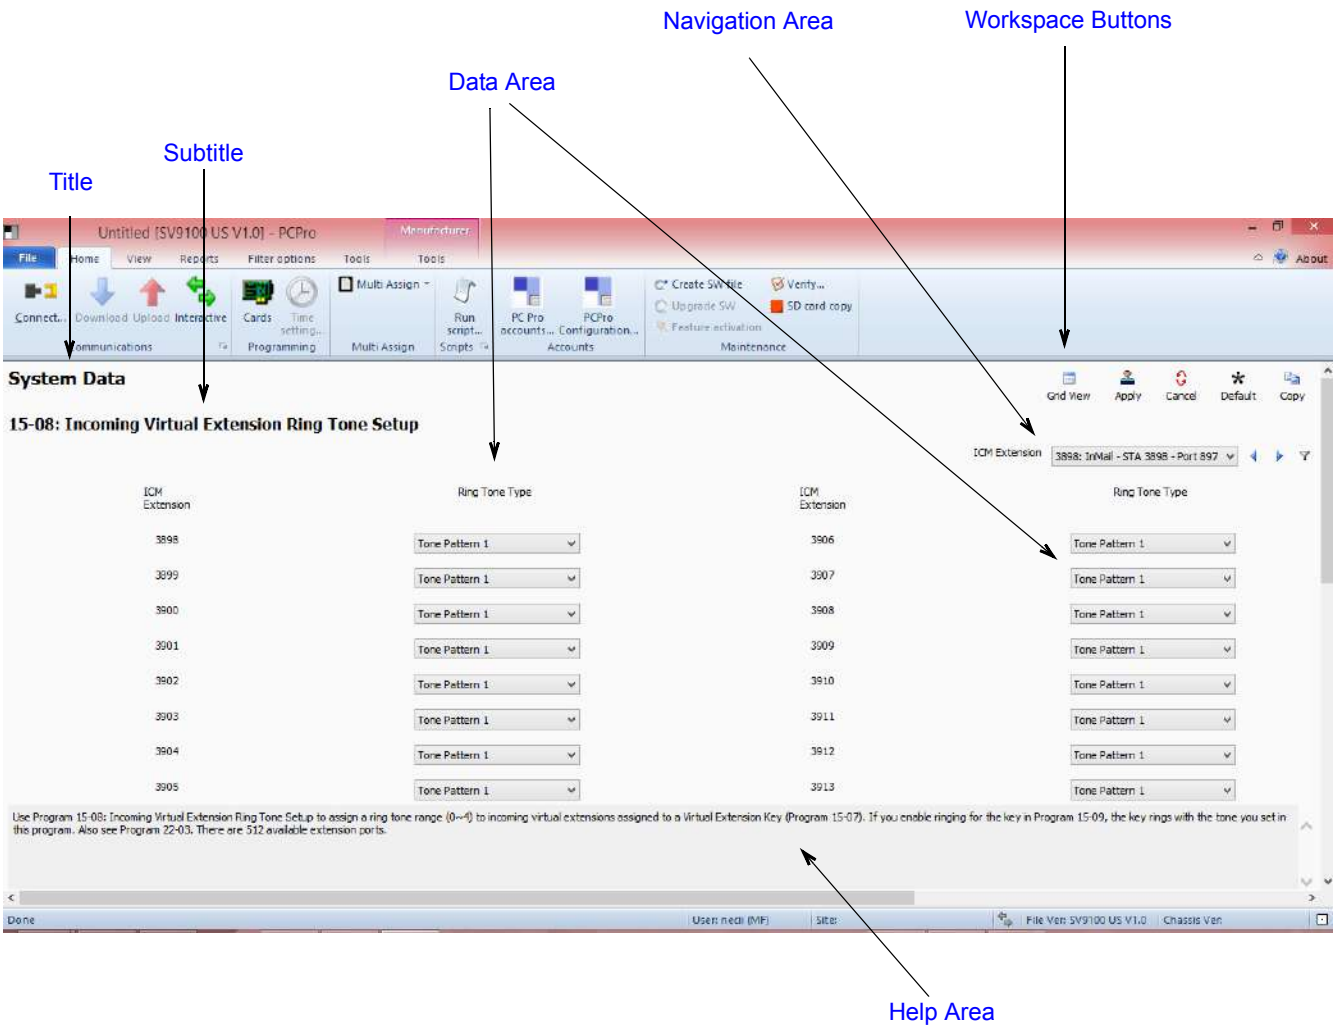 Navigation Area
Workspace Buttons
Data Area
Subtitle
Title
Untitled [SV9100 US V1.0] - PCPro
Manufacturer
File Home View Reports Filter options Tools Tools About
Connect... Download Upload Interactive Cards Time setting... Multi Assign Run script... PC Pro accounts... PCPro Configuration... Create SW file Verify...
Upgrade SW SD card copy
Feature activation
Communications Programming Multi Assign Scripts Accounts Maintenance
System Data
Grid View Apply Cancel Default Copy
15-08: Incoming Virtual Extension Ring Tone Setup
ICM Extension 3898: InMail - STA 3898 - Port 897
ICM Extension Ring Tone Type ICM Extension Ring Tone Type
3898 Tone Pattern 1 3906 Tone Pattern 1
3899 Tone Pattern 1 3907 Tone Pattern 1
3900 Tone Pattern 1 3908 Tone Pattern 1
3901 Tone Pattern 1 3909 Tone Pattern 1
3902 Tone Pattern 1 3910 Tone Pattern 1
3903 Tone Pattern 1 3911 Tone Pattern 1
3904 Tone Pattern 1 3912 Tone Pattern 1
3905 Tone Pattern 1 3913 Tone Pattern 1
Use Program 15-08: Incoming Virtual Extension Ring Tone Setup to assign a ring tone range (0~4) to incoming virtual extensions assigned to a Virtual Extension Key (Program 15-07). If you enable ringing for the key in Program 15-09, the key rings with the tone you set in
this program. Also see Program 22-03. There are 512 available extension ports.
Done User: necii (MF) Site: File Ver: SV9100 US V1.0 Chassis Ver:
Help Area